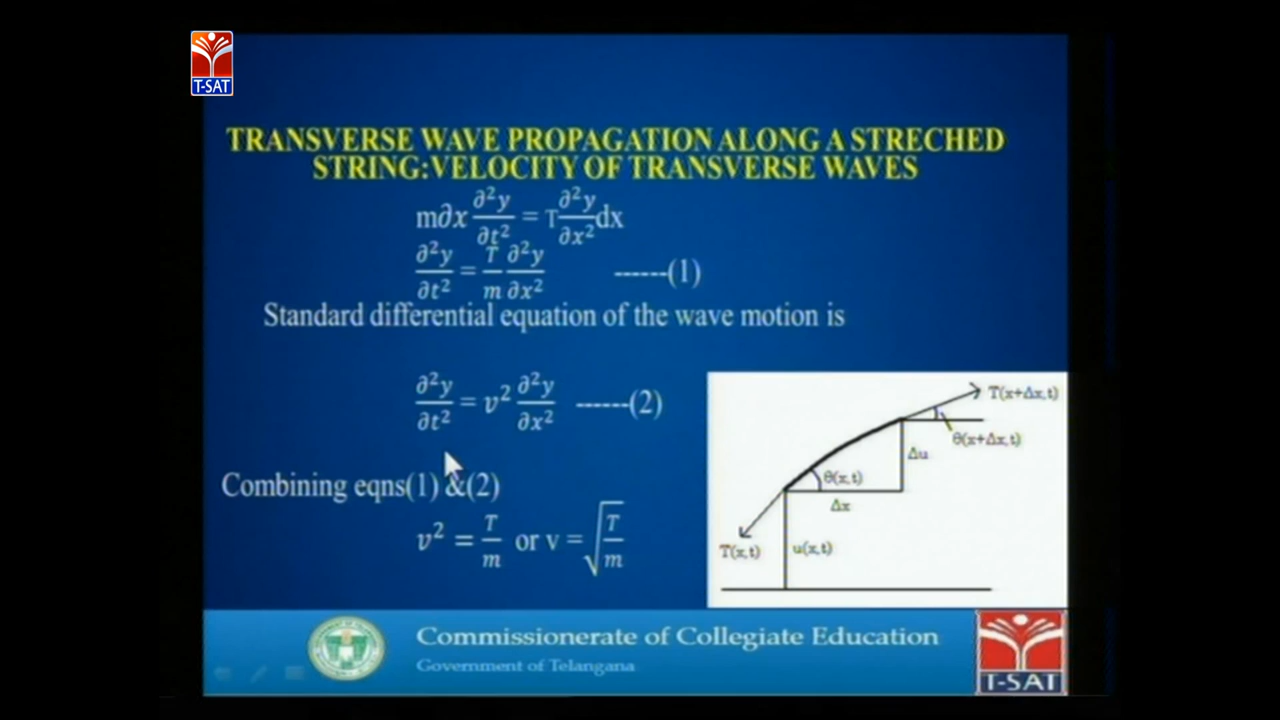 T-SAT
TRANSVERSE WAVE PROPAGATION ALONG A STRECHED
STRING:VELOCITY OF TRANSVERSE WAVES
m∂x ∂²y/∂t² = T ∂²y/∂x² dx
∂²y/∂t² = T/m ∂²y/∂x² ------(1)
Standard differential equation of the wave motion is
∂²y/∂t² = v² ∂²y/∂x² ------(2)
Combining eqns(1) &(2)
v² = T/m or v = √(T/m)
T(x+Δx,t)
θ(x+Δx,t)
Δu
θ(x,t)
Δx
T(x,t)
u(x,t)
Commissionerate of Collegiate Education
Government of Telangana
T-SAT